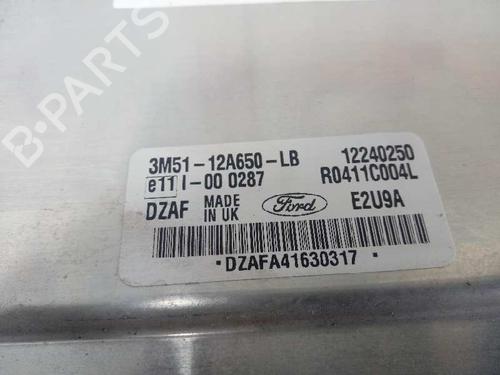 3M51-12A650-LB 12240250
e11 I-00 0287 R0411C004L
DZAF MADE IN UK Ford E2U9A
· DZAFA41630317 ·
B-PARTS